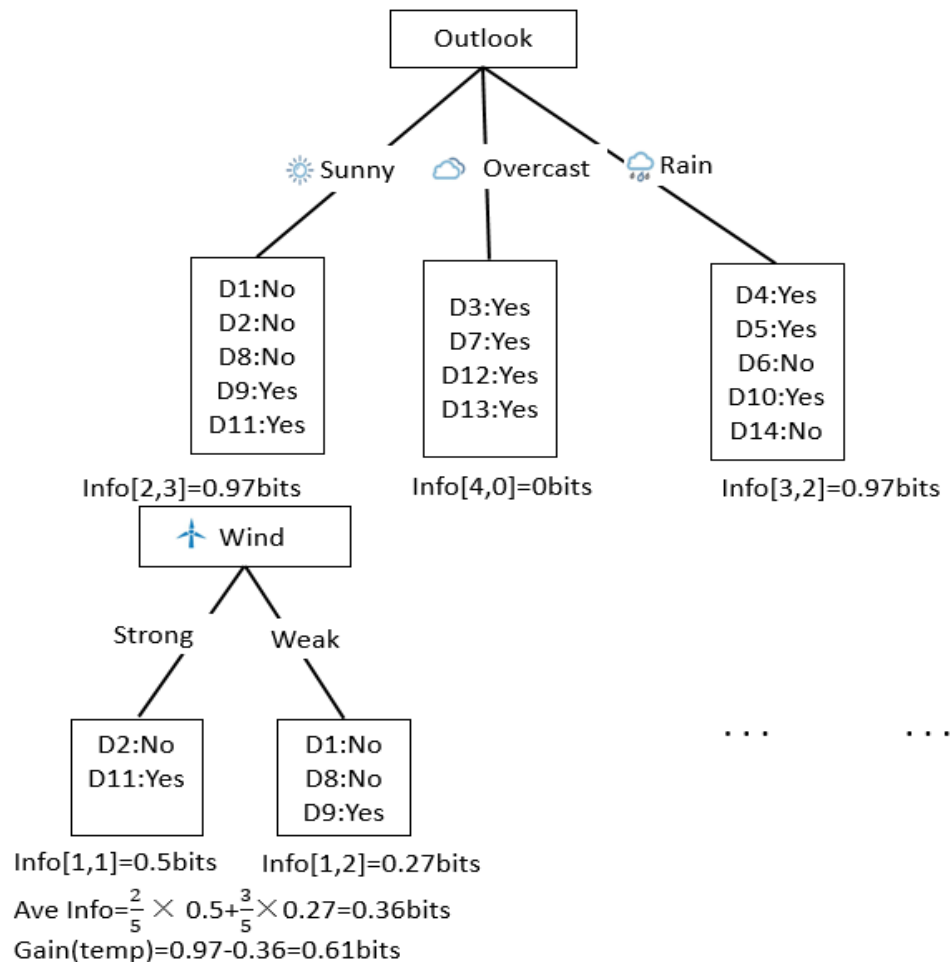 Outlook
Sunny
Overcast
Rain
D1:No
D2:No
D8:No
D9:Yes
D11:Yes
D3:Yes
D7:Yes
D12:Yes
D13:Yes
D4:Yes
D5:Yes
D6:No
D10:Yes
D14:No
Info[2,3]=0.97bits
Info[4,0]=0bits
Info[3,2]=0.97bits
Wind
Strong
Weak
D2:No
D11:Yes
D1:No
D8:No
D9:Yes
... ...
Info[1,1]=0.5bits
Info[1,2]=0.27bits
Ave Info=2/5 × 0.5+3/5×0.27=0.36bits
Gain(temp)=0.97-0.36=0.61bits